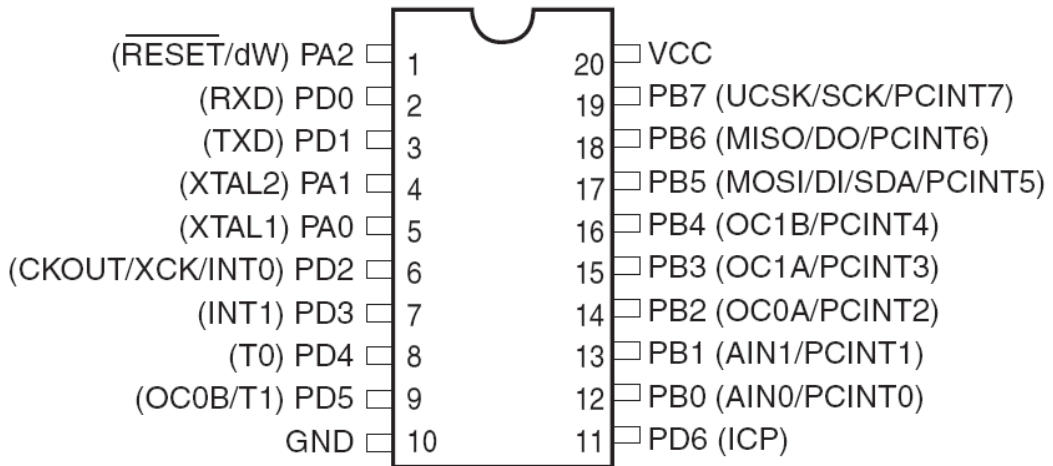 (RESET/dW) PA2 1 20 VCC
(RXD) PD0 2 19 PB7 (UCSK/SCK/PCINT7)
(TXD) PD1 3 18 PB6 (MISO/DO/PCINT6)
(XTAL2) PA1 4 17 PB5 (MOSI/DI/SDA/PCINT5)
(XTAL1) PA0 5 16 PB4 (OC1B/PCINT4)
(CKOUT/XCK/INT0) PD2 6 15 PB3 (OC1A/PCINT3)
(INT1) PD3 7 14 PB2 (OC0A/PCINT2)
(T0) PD4 8 13 PB1 (AIN1/PCINT1)
(OC0B/T1) PD5 9 12 PB0 (AIN0/PCINT0)
GND 10 11 PD6 (ICP)